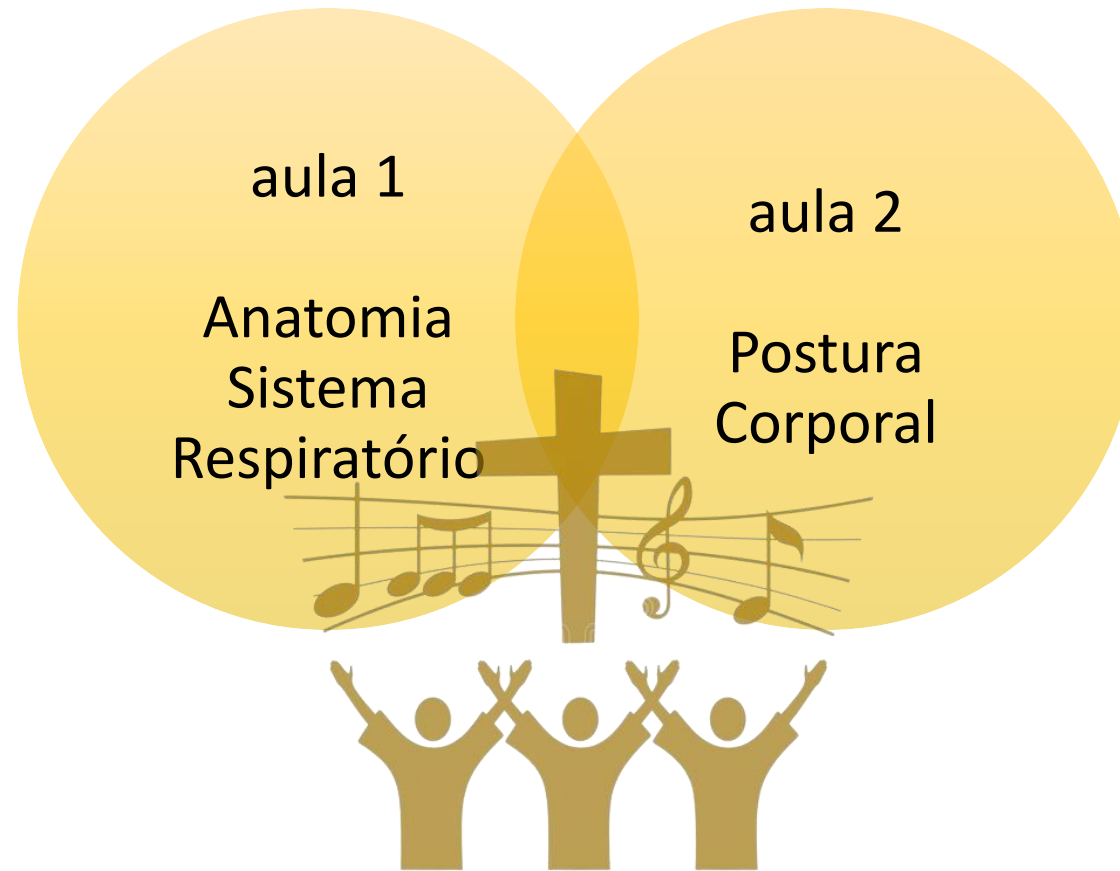 aula 1
Anatomia
Sistema
Respiratório
aula 2
Postura
Corporal